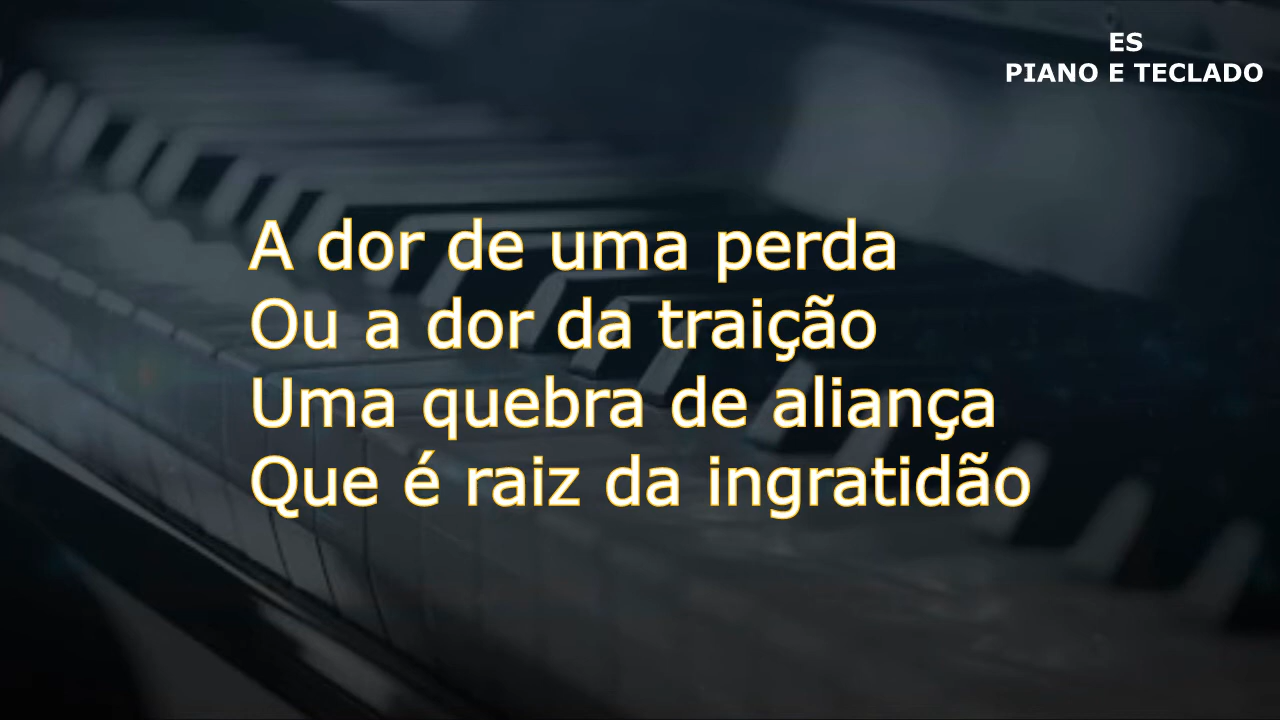 ES
PIANO E TECLADO
A dor de uma perda
Ou a dor da traição
Uma quebra de aliança
Que é raiz da ingratidão